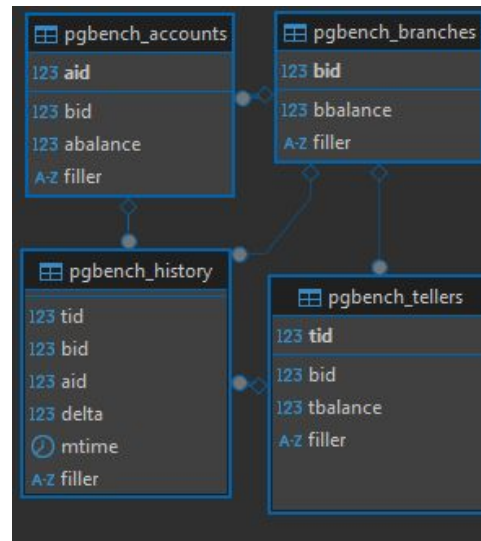 pgbench_accounts
123 aid
123 bid
123 abalance
A-Z filler
pgbench_branches
123 bid
123 bbalance
A-Z filler
pgbench_history
123 tid
123 bid
123 aid
123 delta
mtime
A-Z filler
pgbench_tellers
123 tid
123 bid
123 tbalance
A-Z filler